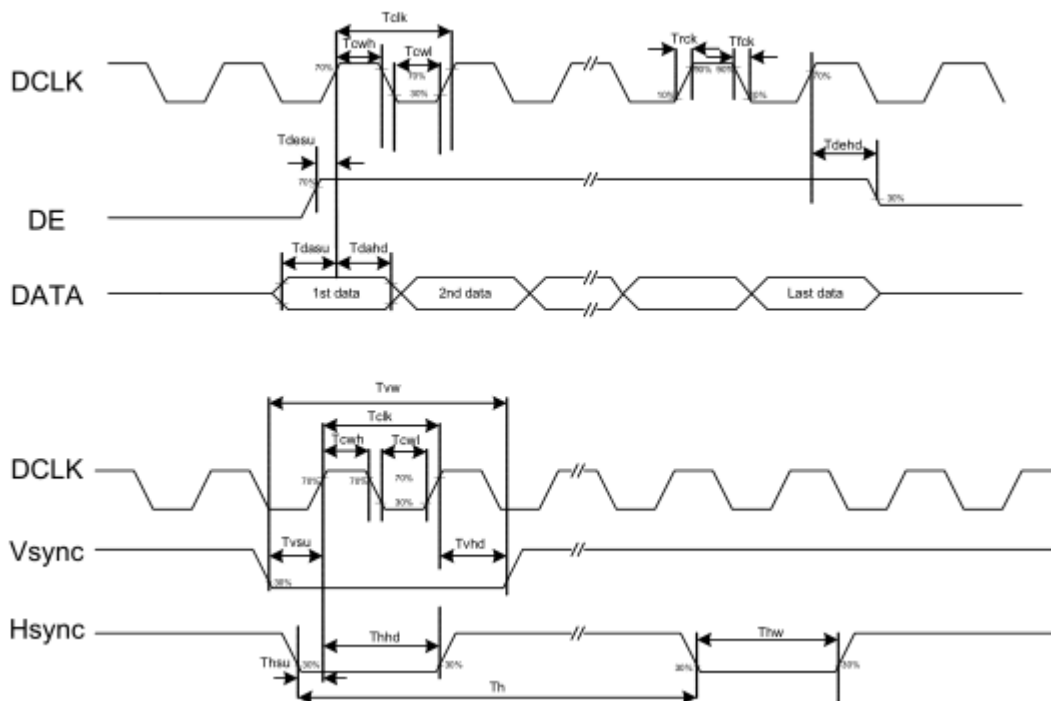 Tclk
Tcwh Tcwl Trck Tfck
DCLK 70% 70% 30% 10% 90% 90% 70%
Tdesu Tdehd
70% 30%
DE
Tdasu Tdahd
DATA 1st data 2nd data Last data
Tvw
Tclk
Tcwh Tcwl
DCLK 70% 70% 70% 30%
Vsync Tvsu Tvhd
30%
Hsync Thhd Thw
Thsu 30% 30% 30% 30%
Th